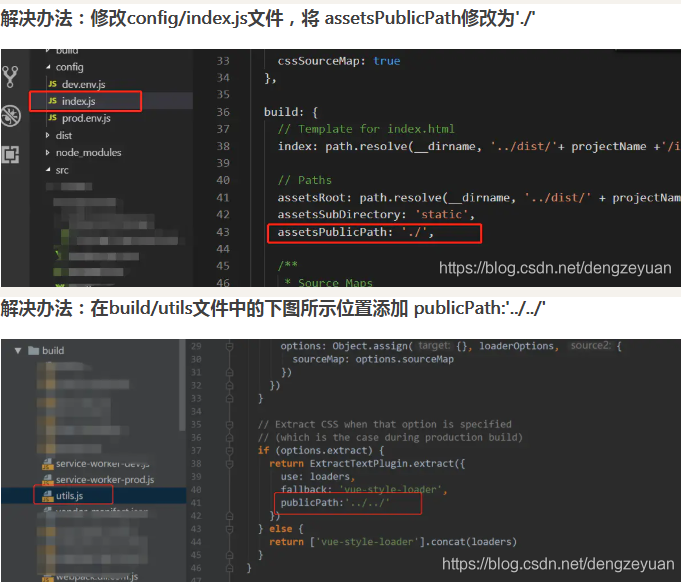 解决办法：修改config/index.js文件，将 assetsPublicPath修改为'./'
build
config
dev.env.js
index.js
prod.env.js
dist
node_modules
src
33 cssSourceMap: true
34 },
35
36 build: {
37 // Template for index.html
38 index: path.resolve(__dirname, '../dist/'+ projectName +'/i
39
40 // Paths
41 assetsRoot: path.resolve(__dirname, '../dist/' + projectNam
42 assetsSubDirectory: 'static',
43 assetsPublicPath: './',
44
45 /**
46 * Source Maps
https://blog.csdn.net/dengzeyuan
解决办法：在build/utils文件中的下图所示位置添加 publicPath:'../../'
build
service-worker-dev.js
service-worker-prod.js
utils.js
vendor-manifest.json
29 options: Object.assign( target: {}, loaderOptions, source2: {
30 sourceMap: options.sourceMap
31 })
32 })
33 }
34
35 // Extract CSS when that option is specified
36 // (which is the case during production build)
37 if (options.extract) {
38 return ExtractTextPlugin.extract({
39 use: loaders,
40 fallback: 'vue-style-loader',
41 publicPath:'../../'
42 })
43 } else {
44 return ['vue-style-loader'].concat(loaders)
45 }
46 }
47
https://blog.csdn.net/dengzeyuan